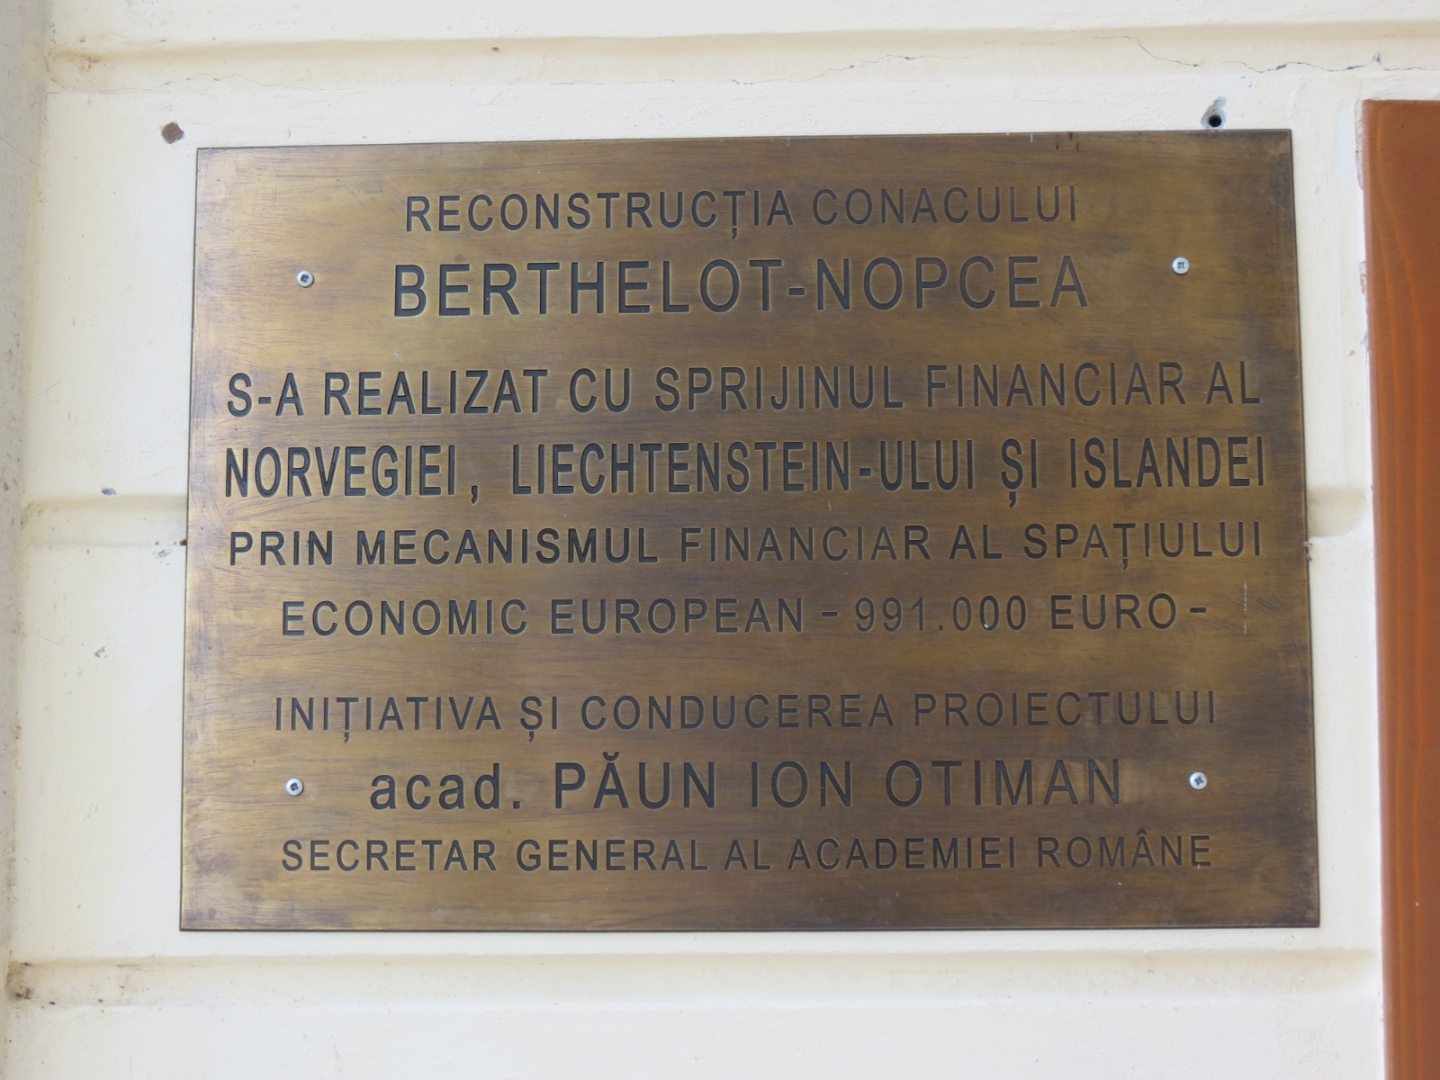 RECONSTRUCȚIA CONACULUI
BERTHELOT-NOPCEA
S-A REALIZAT CU SPRIJINUL FINANCIAR AL
NORVEGIEI, LIECHTENSTEIN-ULUI ȘI ISLANDEI
PRIN MECANISMUL FINANCIAR AL SPAȚIULUI
ECONOMIC EUROPEAN - 991.000 EURO -
INIȚIATIVA ȘI CONDUCEREA PROIECTULUI
acad. PĂUN ION OTIMAN
SECRETAR GENERAL AL ACADEMIEI ROMÂNE